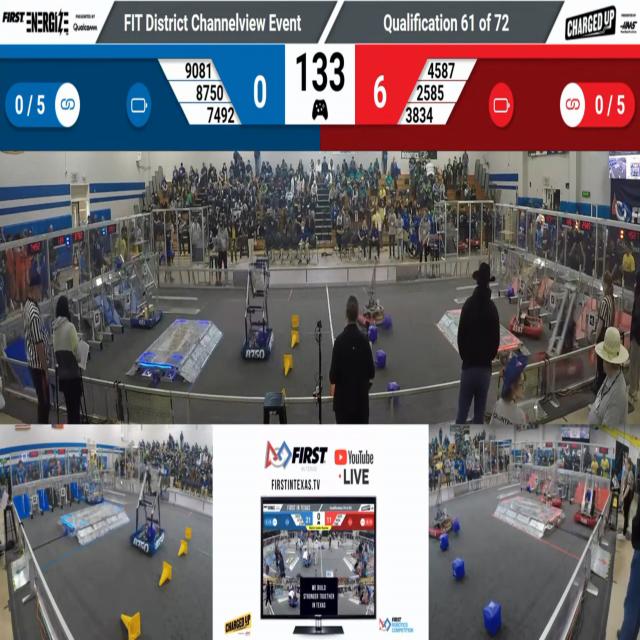 FIRST ENERGIZE PRESENTED BY Qualcomm
FIT District Channelview Event
Qualification 61 of 72
CHARGED UP
0 / 5
9081
8750
7492
0
133
6
4587
2585
3834
0 / 5
8750
FIRST
IN TEXAS
YouTube
LIVE
FIRSTINTEXAS.TV
WE BUILD
STRONGER TOGETHER
IN TEXAS
CHARGED UP
FIRST
ROBOTICS
COMPETITION
8750